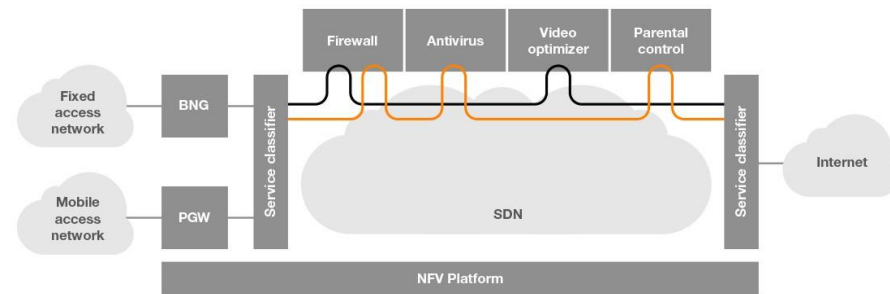 Firewall
Antivirus
Video
optimizer
Parental
control
Fixed
access
network
BNG
Service classifier
Mobile
access
network
PGW
SDN
Service classifier
Internet
NFV Platform